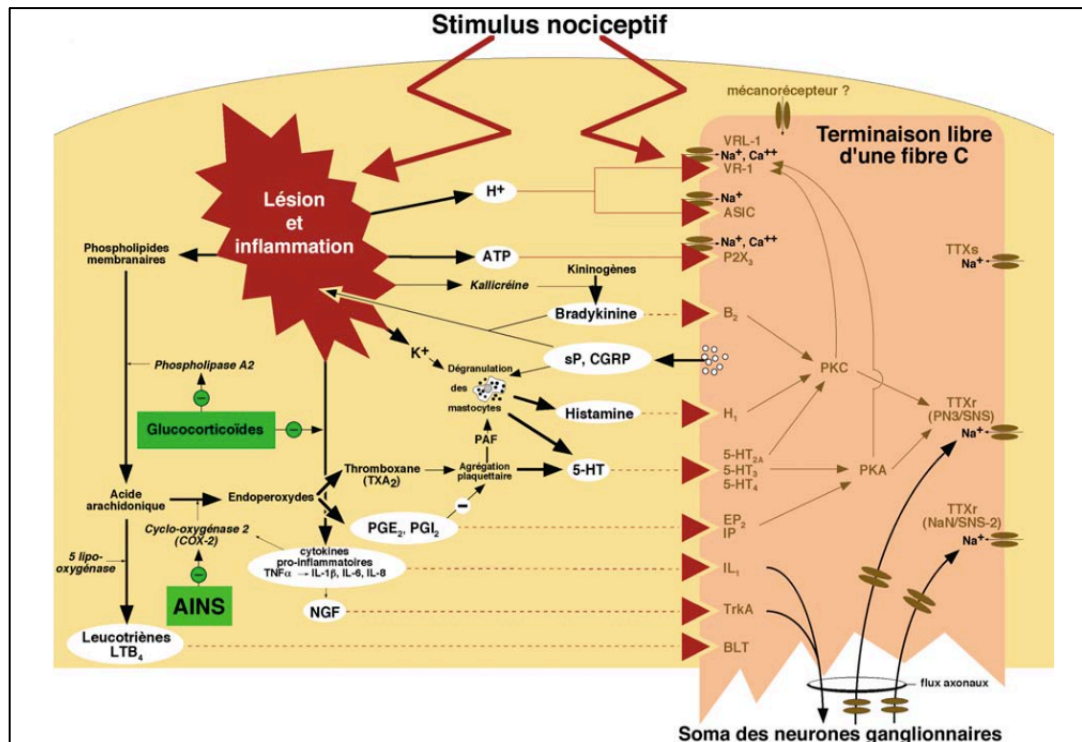 Stimulus nociceptif
mécanorécepteur ?
Terminaison libre
d'une fibre C
VRL-1
Na⁺, Ca⁺⁺
VR-1
Lésion
et
inflammation
H⁺
Na⁺
ASIC
Phospholipides
membranaires
ATP
Na⁺, Ca⁺⁺
P2X₃
TTXs
Na⁺
Kininogènes
Kallicréine
Bradykinine
B₂
K⁺
sP, CGRP
Dégranulation
des
mastocytes
PKC
Phospholipase A2
Glucocorticoïdes
Histamine
H₁
TTXr
(PN3/SNS)
Na⁺
PAF
Thromboxane
(TXA₂)
Agrégation
plaquettaire
5-HT
5-HT₂A
5-HT₃
5-HT₄
PKA
Acide
arachidonique
Endoperoxydes
Cyclo-oxygénase 2
(COX-2)
PGE₂, PGI₂
EP₂
IP
TTXr
(NaN/SNS-2)
Na⁺
5 lipo-
oxygénase
cytokines
pro-inflammatoires
TNFα → IL-1β, IL-6, IL-8
IL₁
AINS
NGF
TrkA
Leucotriènes
LTB₄
BLT
flux axonaux
Soma des neurones ganglionnaires